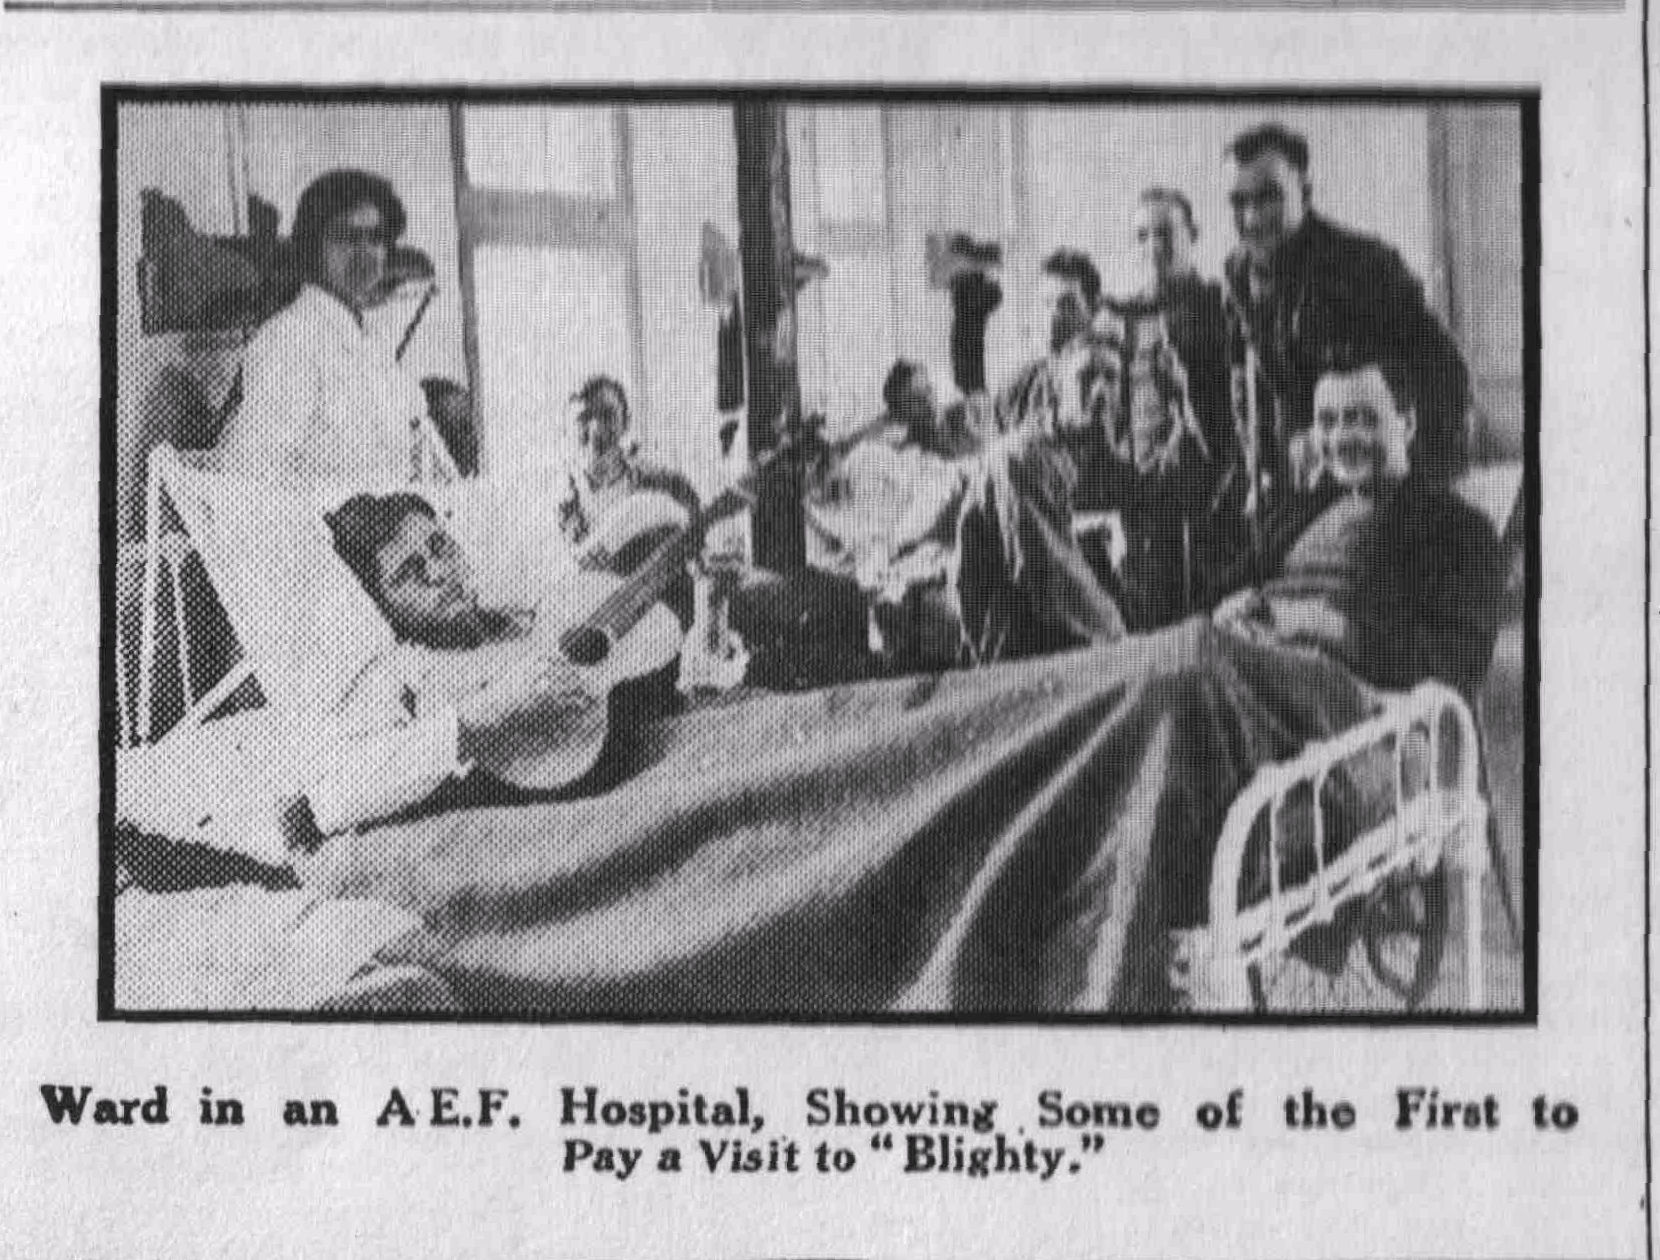 Ward in an A.E.F. Hospital, Showing Some of the First to
Pay a Visit to "Blighty."